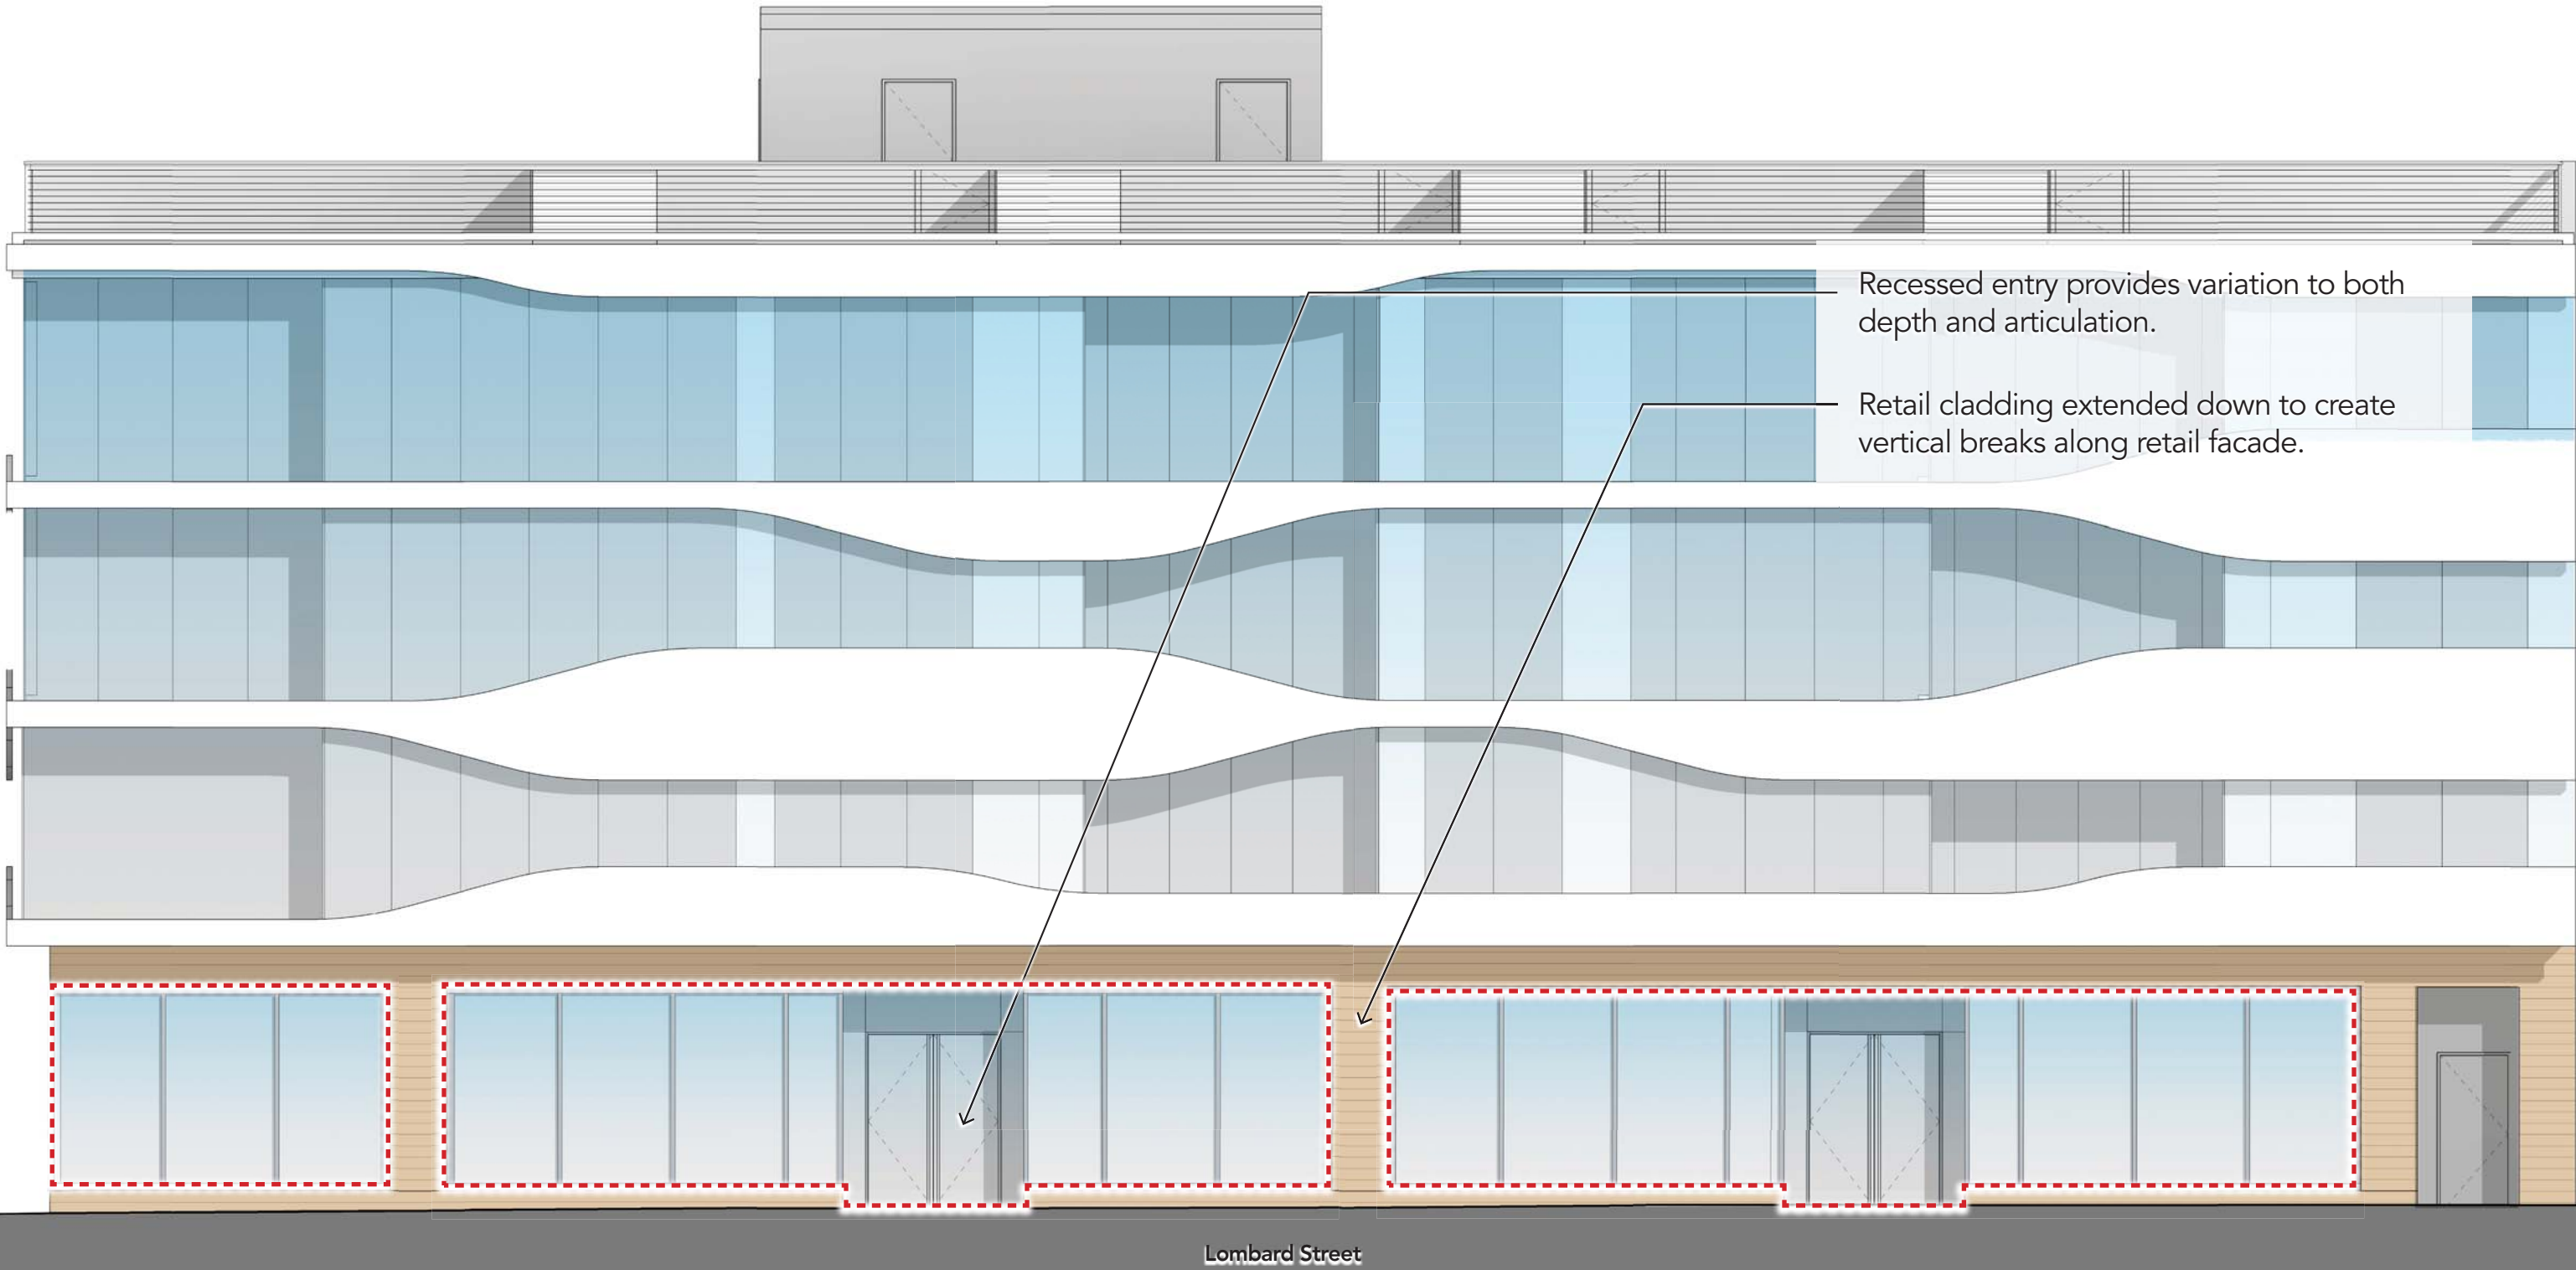 Recessed entry provides variation to both
depth and articulation.
Retail cladding extended down to create
vertical breaks along retail facade.
Lombard Street